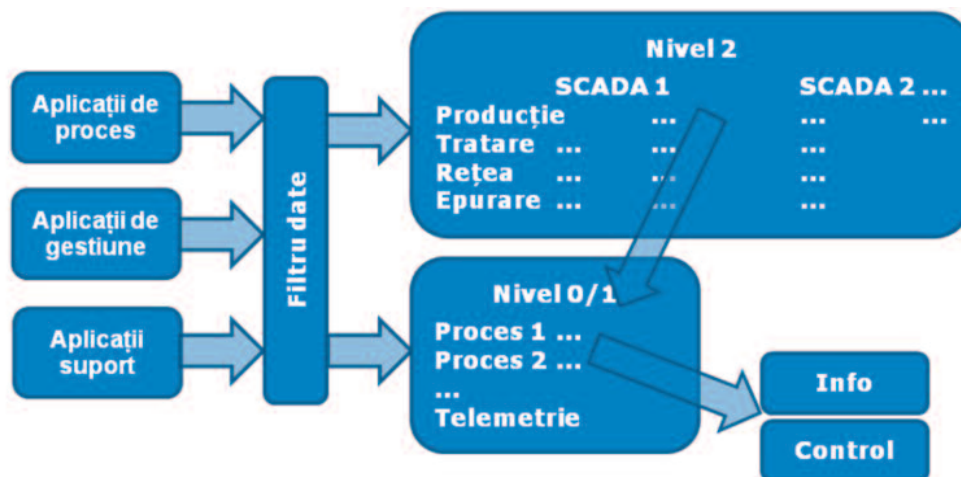 Aplicații de
proces
Aplicații de
gestiune
Aplicații
suport
Filtru date
Nivel 2
SCADA 1 SCADA 2 ...
Producție ... ... ...
Tratare ... ... ...
Rețea ... ... ...
Epurare ... ... ...
Nivel 0/1
Proces 1 ...
Proces 2 ...
...
Telemetrie
Info
Control